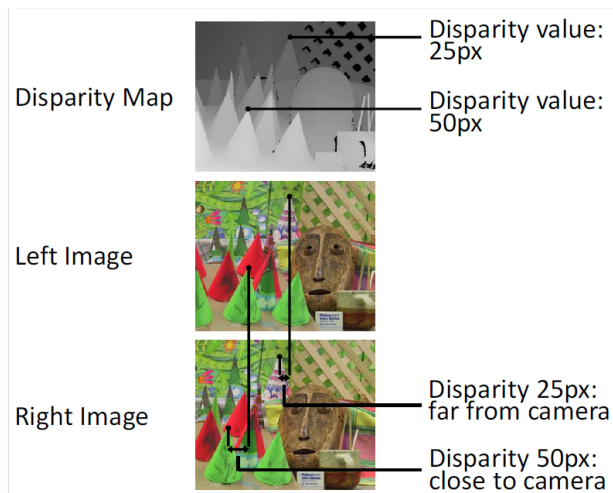 Disparity value:
25px
Disparity Map
Disparity value:
50px
Left Image
Right Image
Disparity 25px:
far from camera
Disparity 50px:
close to camera